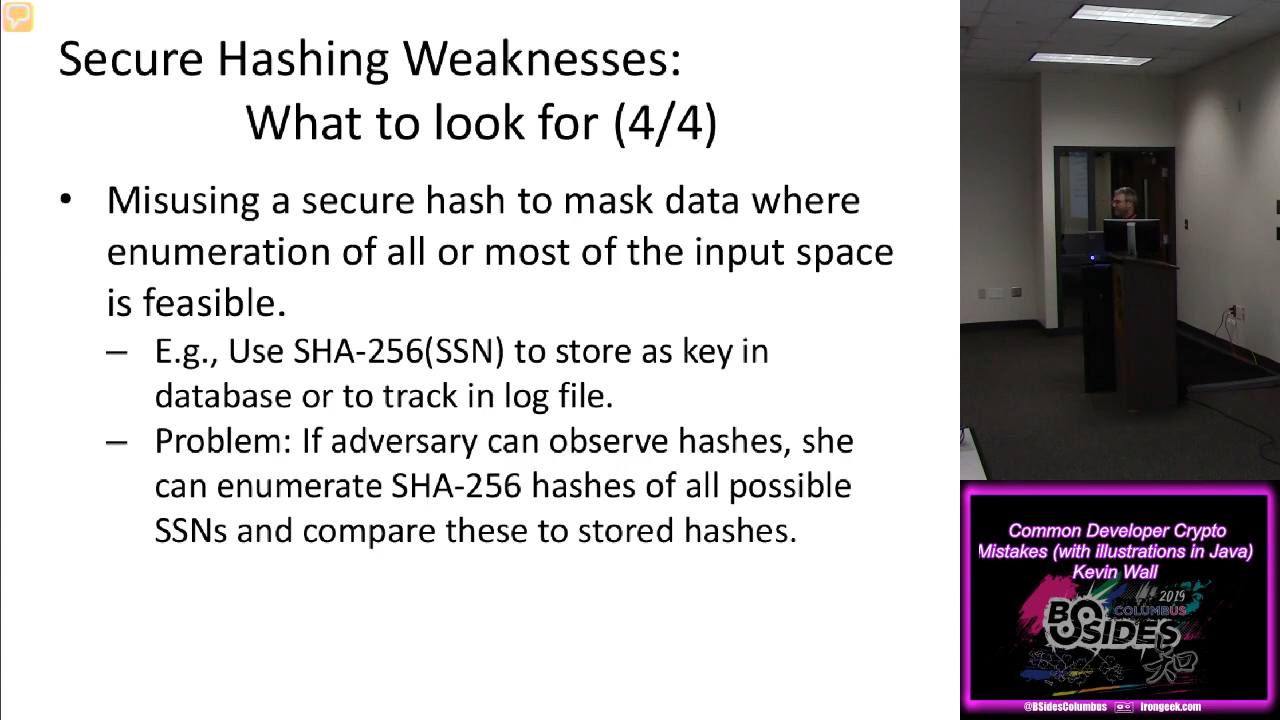 Secure Hashing Weaknesses:
What to look for (4/4)
• Misusing a secure hash to mask data where
enumeration of all or most of the input space
is feasible.
– E.g., Use SHA-256(SSN) to store as key in
database or to track in log file.
– Problem: If adversary can observe hashes, she
can enumerate SHA-256 hashes of all possible
SSNs and compare these to stored hashes.
Common Developer Crypto
Mistakes (with illustrations in Java)
Kevin Wall
2019
COLUMBUS
BSIDES
知
@BSidesColumbus
Irongeek.com